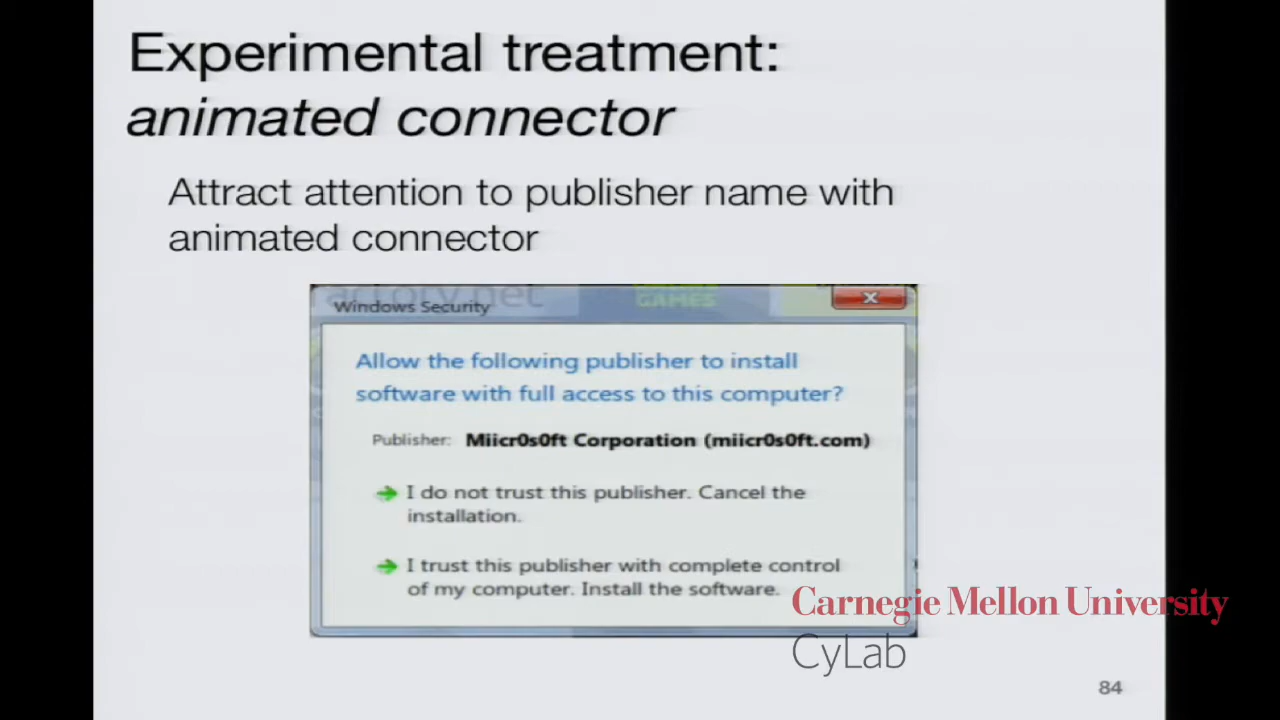 Experimental treatment:
animated connector
Attract attention to publisher name with
animated connector
actory.net
GAMES
Windows Security
Allow the following publisher to install
software with full access to this computer?
Publisher: Miicr0s0ft Corporation (miicr0s0ft.com)
I do not trust this publisher. Cancel the
installation.
I trust this publisher with complete control
of my computer. Install the software.
Carnegie Mellon University
CyLab
84